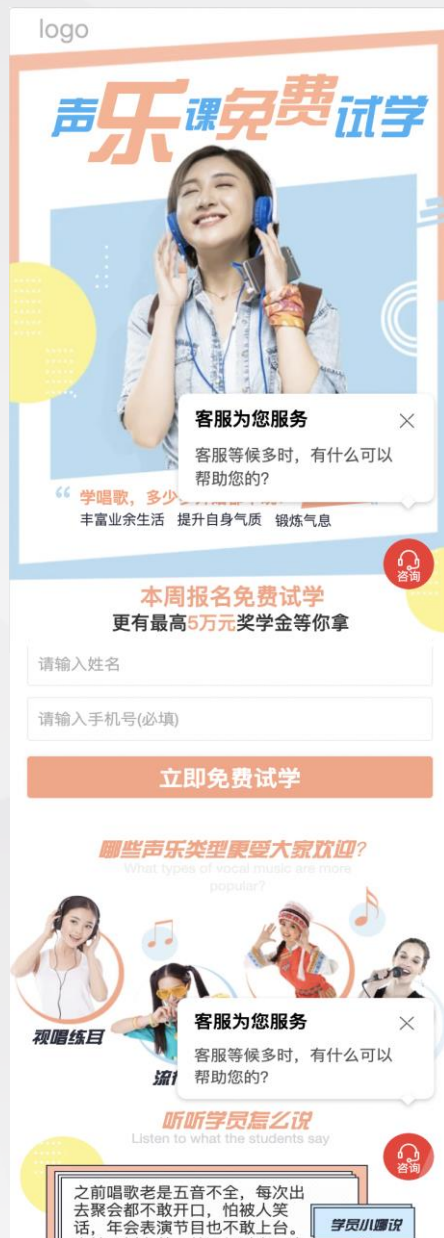 logo
声乐课免费试学
客服为您服务
客服等候多时，有什么可以
帮助您的?
“ 学唱歌，多少
丰富业余生活 提升自身气质 锻炼气息
咨询
本周报名免费试学
更有最高5万元奖学金等你拿
请输入姓名
请输入手机号(必填)
立即免费试学
哪些声乐类型更受大家欢迎?
What types of vocal music are more
popular?
视唱练耳
流
客服为您服务
客服等候多时，有什么可以
帮助您的?
听听学员怎么说
Listen to what the students say
咨询
之前唱歌老是五音不全，每次出
去聚会都不敢开口，怕被人笑
话，年会表演节目也不敢上台。
学员小娜说